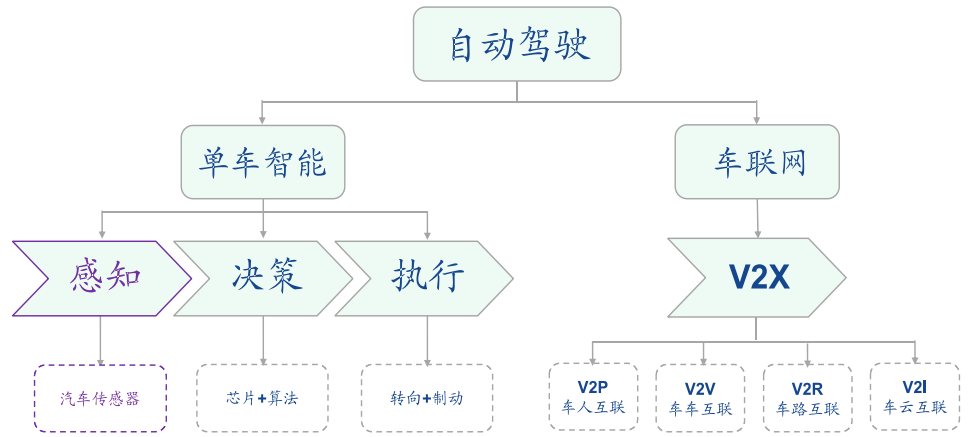 自动驾驶
单车智能
车联网
感知
决策
执行
V2X
汽车传感器
芯片+算法
转向+制动
V2P
车人互联
V2V
车车互联
V2R
车路互联
V2I
车云互联